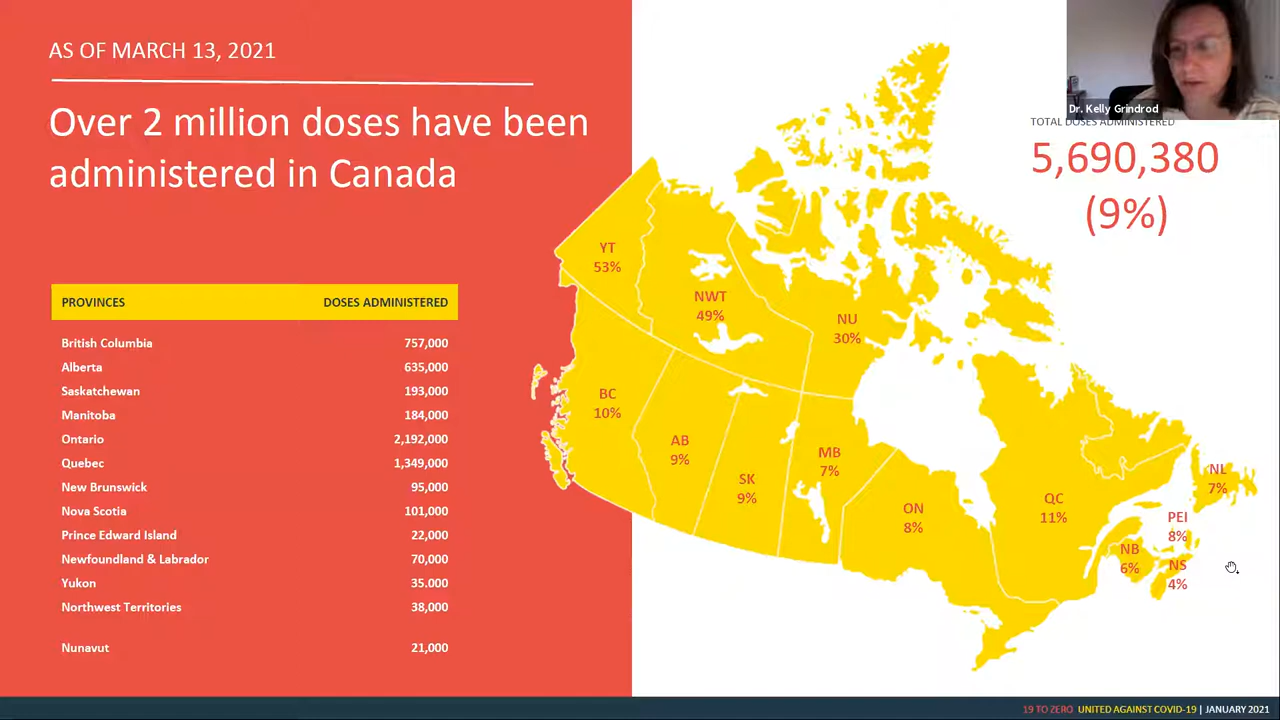 AS OF MARCH 13, 2021
Over 2 million doses have been
administered in Canada
PROVINCES DOSES ADMINISTERED
British Columbia 757,000
Alberta 635,000
Saskatchewan 193,000
Manitoba 184,000
Ontario 2,192,000
Quebec 1,349,000
New Brunswick 95,000
Nova Scotia 101,000
Prince Edward Island 22,000
Newfoundland & Labrador 70,000
Yukon 35.000
Northwest Territories 38,000
Nunavut 21,000
Dr. Kelly Grindrod
TOTAL DOSES ADMINISTERED
5,690,380
(9%)
YT
53%
NWT
49%
NU
30%
BC
10%
AB
9%
SK
9%
MB
7%
ON
8%
QC
11%
NL
7%
PEI
8%
NB
6%
NS
4%
19 TO ZERO UNITED AGAINST COVID-19 | JANUARY 2021